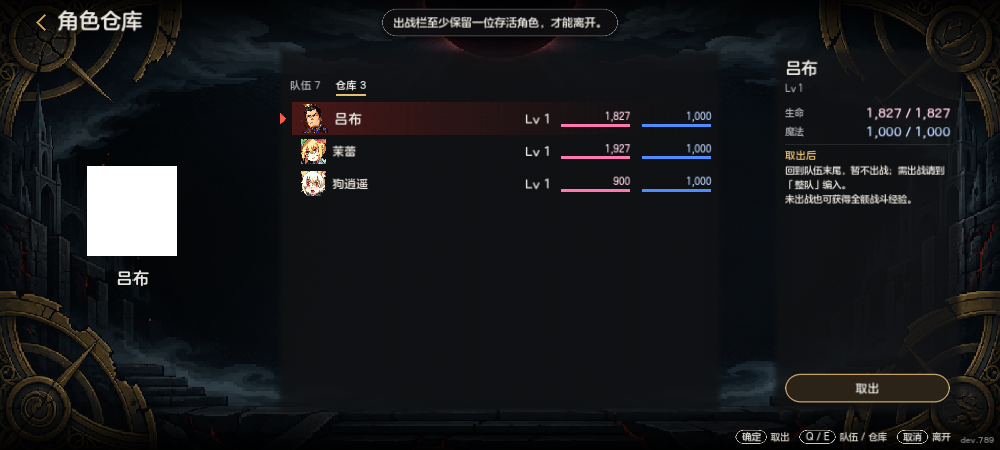 角色仓库
出战栏至少保留一位存活角色，才能离开。
队伍 7 仓库 3
吕布 Lv 1 1,827 1,000
茉蕾 Lv 1 1,927 1,000
狗逍遥 Lv 1 900 1,000
吕布
吕布
Lv 1
生命 1,827 / 1,827
魔法 1,000 / 1,000
取出后
回到队伍末尾，暂不出战；需出战请到
「整队」编入。
未出战也可获得全额战斗经验。
取出
确定 取出 Q / E 队伍 / 仓库 取消 离开
dev.789